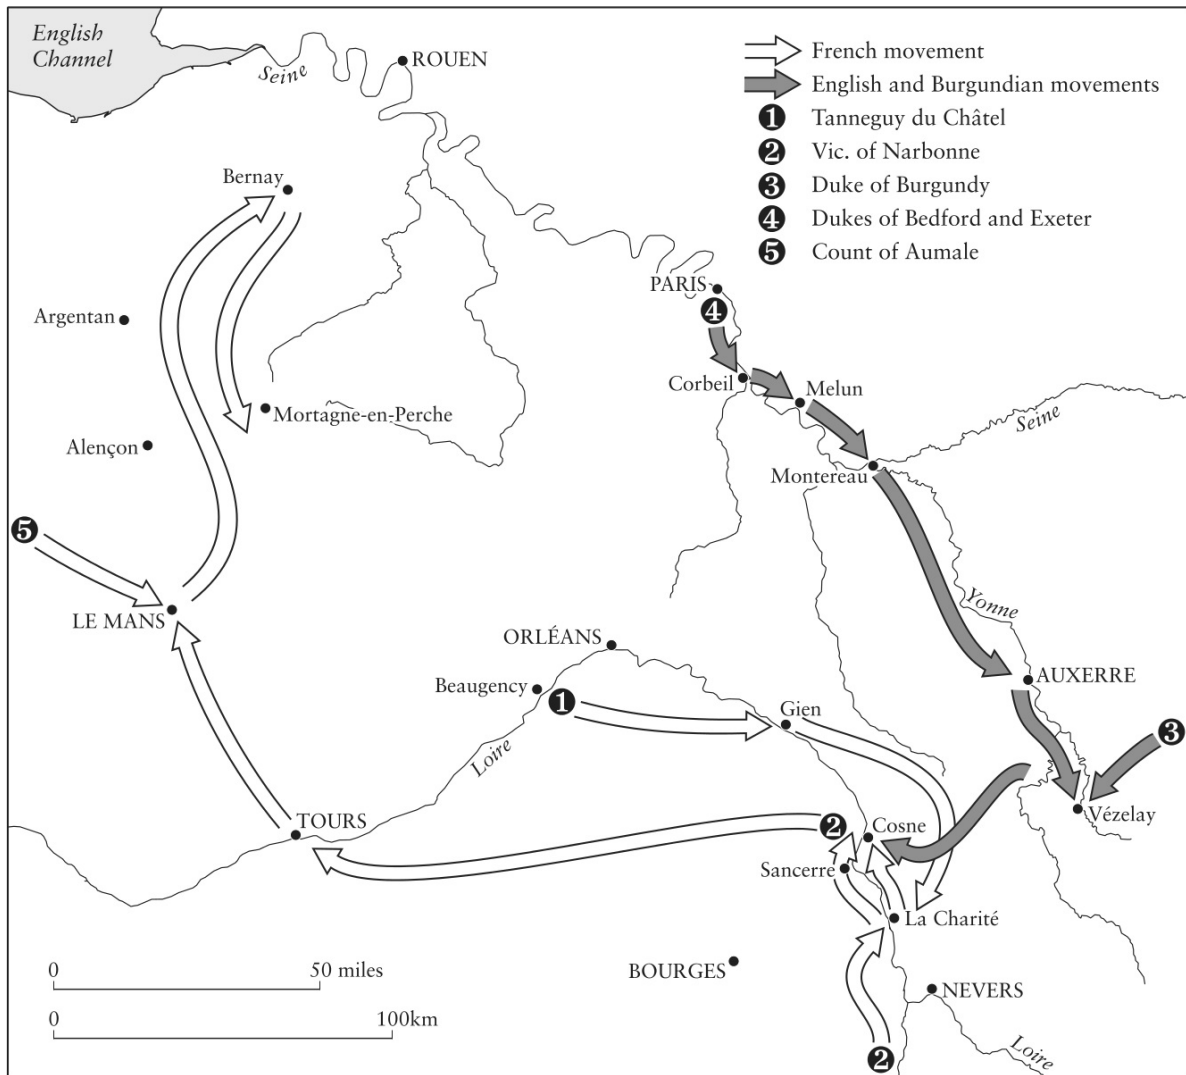 English
Channel
Seine
ROUEN
French movement
English and Burgundian movements
1 Tanneguy du Châtel
2 Vic. of Narbonne
3 Duke of Burgundy
4 Dukes of Bedford and Exeter
5 Count of Aumale
Bernay
PARIS
4
Argentan
Corbeil
Melun
Mortagne-en-Perche
Seine
Alençon
Montereau
5
Yonne
LE MANS
ORLÉANS
AUXERRE
Beaugency
1
Gien
3
Loire
Vézelay
TOURS
2
Cosne
Sancerre
La Charité
0 50 miles
BOURGES
NEVERS
0 100km
2
Loire